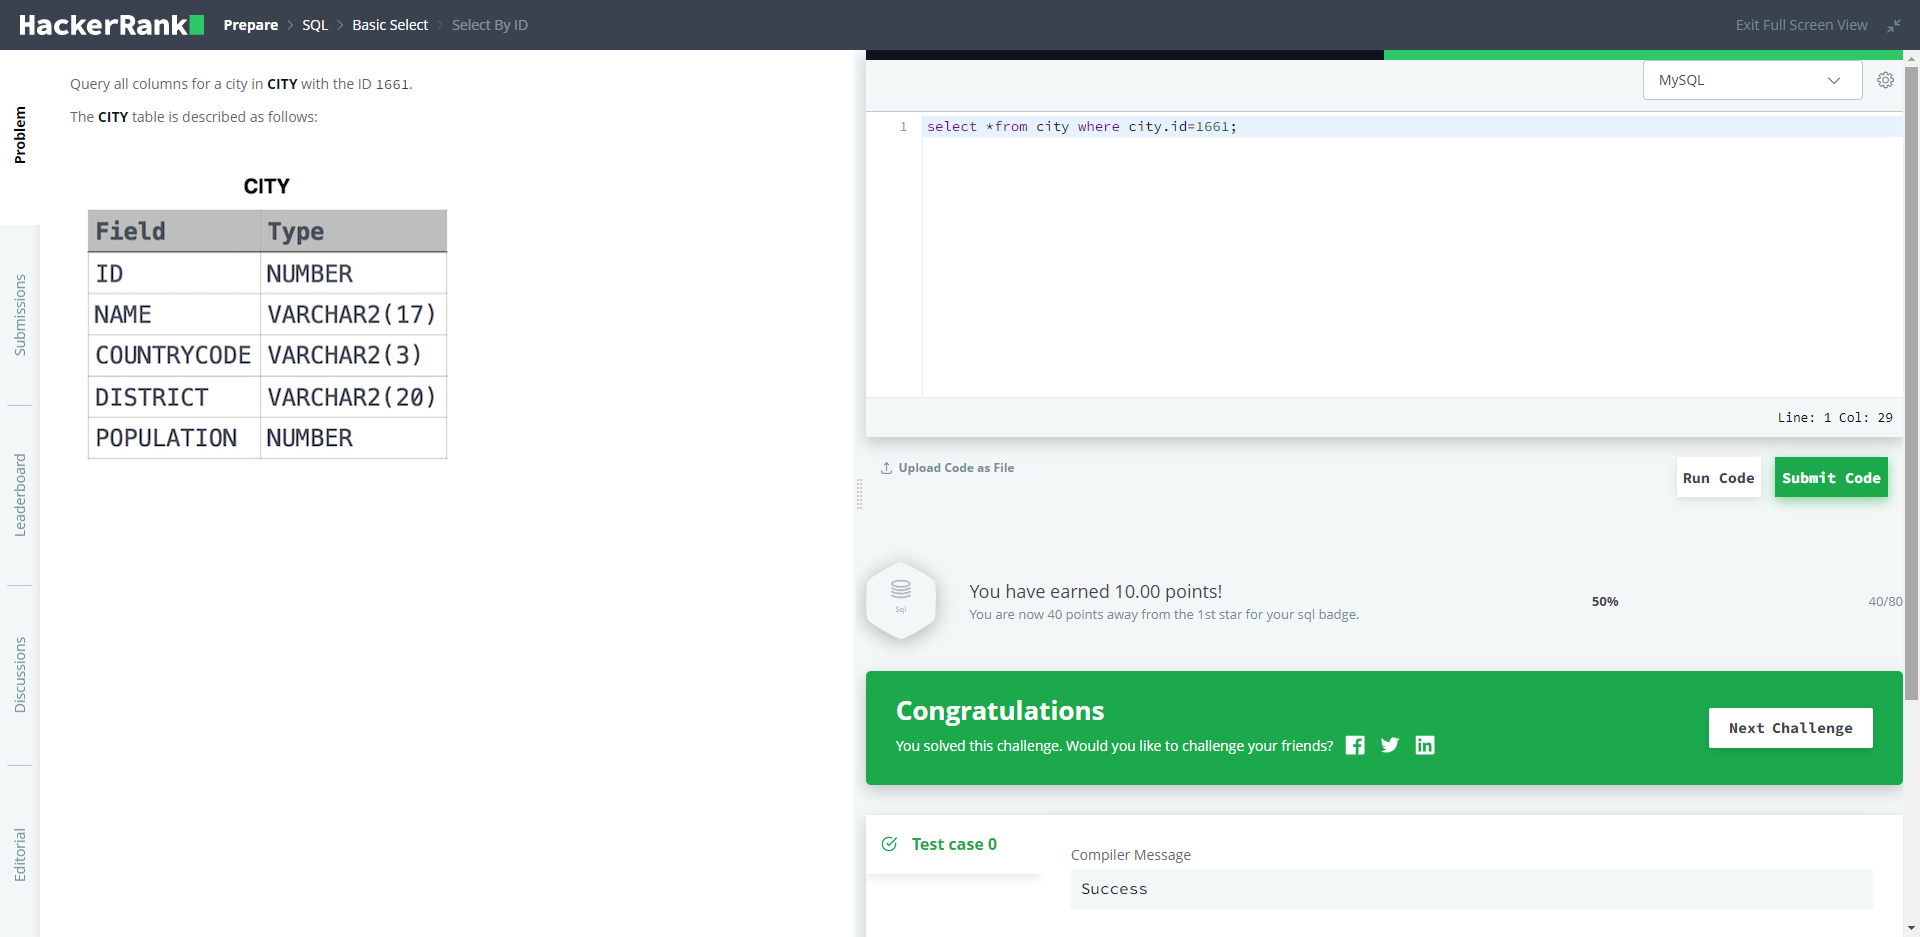 HackerRank
Prepare > SQL > Basic Select > Select By ID
Exit Full Screen View
Problem
Submissions
Leaderboard
Discussions
Editorial
Query all columns for a city in CITY with the ID 1661.
The CITY table is described as follows:
CITY
Field Type
ID NUMBER
NAME VARCHAR2(17)
COUNTRYCODE VARCHAR2(3)
DISTRICT VARCHAR2(20)
POPULATION NUMBER
MySQL
1 select *from city where city.id=1661;
Line: 1 Col: 29
Upload Code as File
Run Code
Submit Code
Sql
You have earned 10.00 points!
You are now 40 points away from the 1st star for your sql badge.
50%
40/80
Congratulations
You solved this challenge. Would you like to challenge your friends?
Next Challenge
Test case 0
Compiler Message
Success